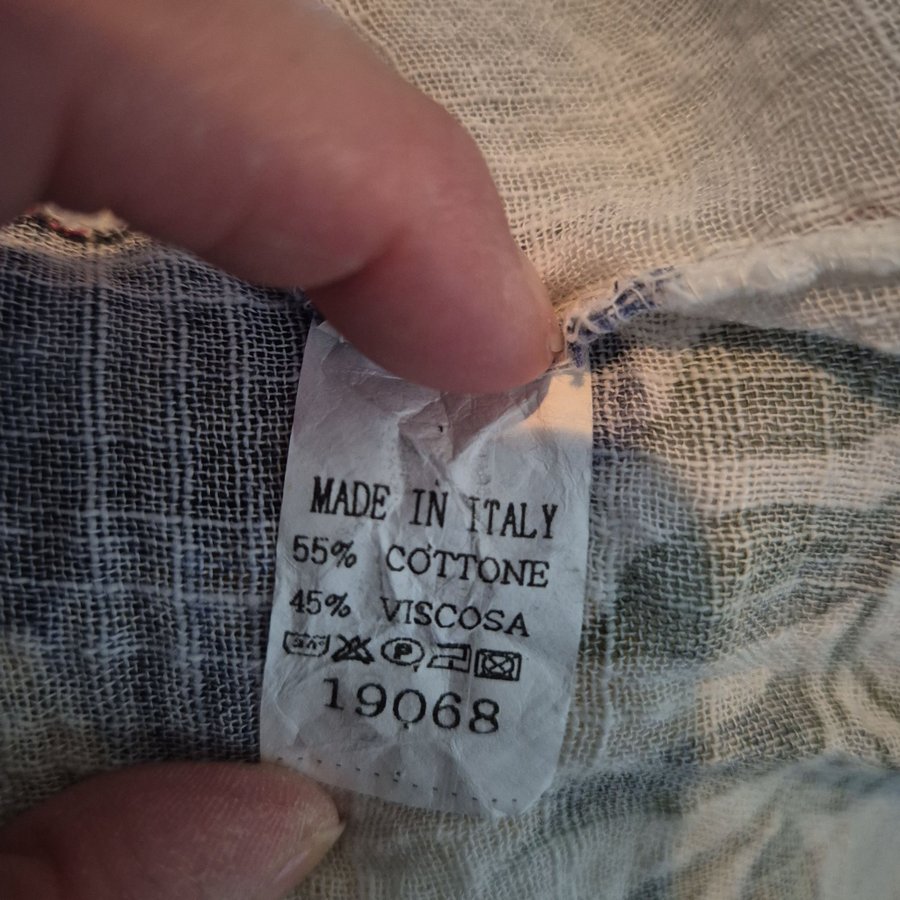 MADE IN ITALY
55% COTTONE
45% VISCOSA
P
19068